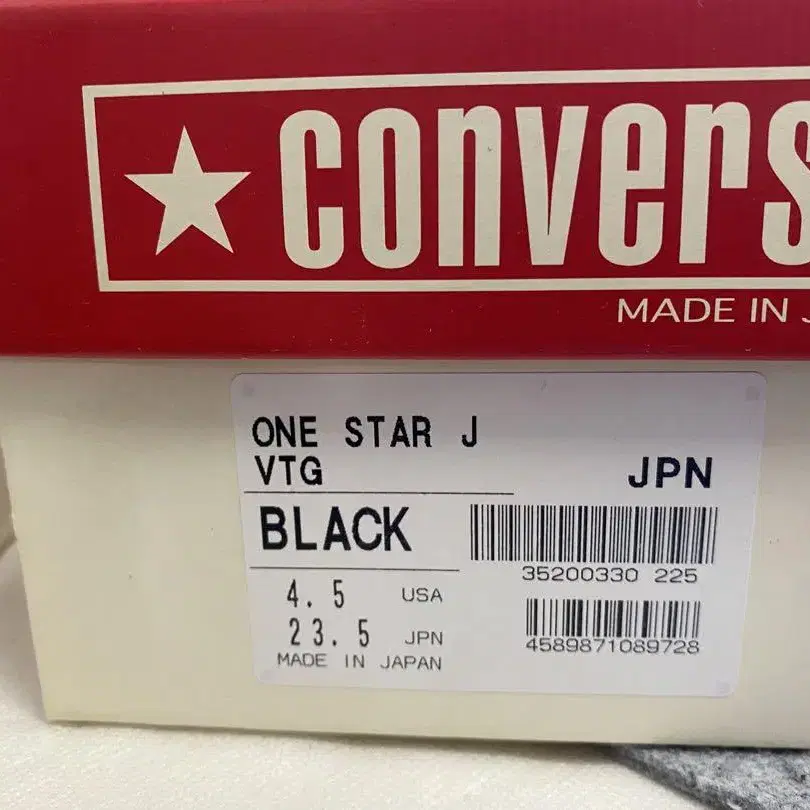 convers
MADE IN J
ONE STAR J
VTG
JPN
BLACK
35200330 225
4.5 USA
23.5 JPN
4589871089728
MADE IN JAPAN